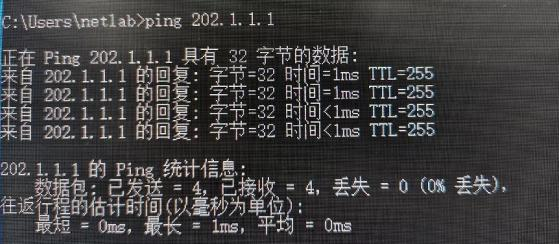 C:\Users\netlab>ping 202.1.1.1
正在 Ping 202.1.1.1 具有 32 字节的数据:
来自 202.1.1.1 的回复: 字节=32 时间=1ms TTL=255
来自 202.1.1.1 的回复: 字节=32 时间=1ms TTL=255
来自 202.1.1.1 的回复: 字节=32 时间<1ms TTL=255
来自 202.1.1.1 的回复: 字节=32 时间<1ms TTL=255
202.1.1.1 的 Ping 统计信息:
数据包: 已发送 = 4, 已接收 = 4, 丢失 = 0 (0% 丢失),
往返行程的估计时间(以毫秒为单位):
最短 = 0ms, 最长 = 1ms, 平均 = 0ms